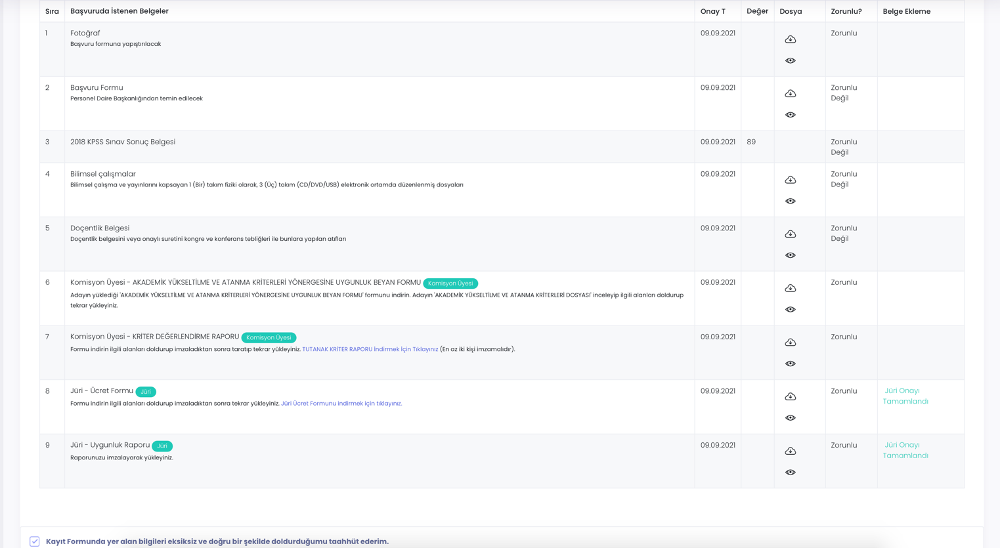 Sıra Başvuruda İstenen Belgeler Onay T Değer Dosya Zorunlu? Belge Ekleme
1 Fotoğraf 09.09.2021 Zorunlu
Başvuru formuna yapıştırılacak
2 Başvuru Formu 09.09.2021 Zorunlu
Personel Daire Başkanlığından temin edilecek Değil
3 2018 KPSS Sınav Sonuç Belgesi 09.09.2021 89 Zorunlu
Değil
4 Bilimsel çalışmalar 09.09.2021 Zorunlu
Bilimsel çalışma ve yayınlarını kapsayan 1 (Bir) takım fiziki olarak, 3 (Üç) takım (CD/DVD/USB) elektronik ortamda düzenlenmiş dosyaları Değil
5 Doçentlik Belgesi 09.09.2021 Zorunlu
Doçentlik belgesini veya onaylı suretini kongre ve konferans tebliğleri ile bunlara yapılan atıfları Değil
6 Komisyon Üyesi - AKADEMİK YÜKSELTİLME VE ATANMA KRİTERLERİ YÖNERGESİNE UYGUNLUK BEYAN FORMU Komisyon Üyesi 09.09.2021 Zorunlu
Adayın yüklediği 'AKADEMİK YÜKSELTİLME VE ATANMA KRİTERLERİ YÖNERGESİNE UYGUNLUK BEYAN FORMU' formunu indirin. Adayın 'AKADEMİK YÜKSELTİLME VE ATANMA KRİTERLERİ DOSYASI' inceleyip ilgili alanları doldurup
tekrar yükleyiniz.
7 Komisyon Üyesi - KRİTER DEĞERLENDİRME RAPORU Komisyon Üyesi 09.09.2021 Zorunlu
Formu indirin ilgili alanları doldurup imzaladıktan sonra taratıp tekrar yükleyiniz. TUTANAK KRİTER RAPORU İndirmek İçin Tıklayınız (En az iki kişi imzamalıdır).
8 Jüri - Ücret Formu Jüri 09.09.2021 Zorunlu Jüri Onayı
Formu indirin ilgili alanları doldurup imzaladıktan sonra tekrar yükleyiniz. Jüri Ücret Formunu indirmek için tıklayınız. Tamamlandı
9 Jüri - Uygunluk Raporu Jüri 09.09.2021 Zorunlu Jüri Onayı
Raporunuzu imzalayarak yükleyiniz. Tamamlandı
Kayıt Formunda yer alan bilgileri eksiksiz ve doğru bir şekilde doldurduğumu taahhüt ederim.